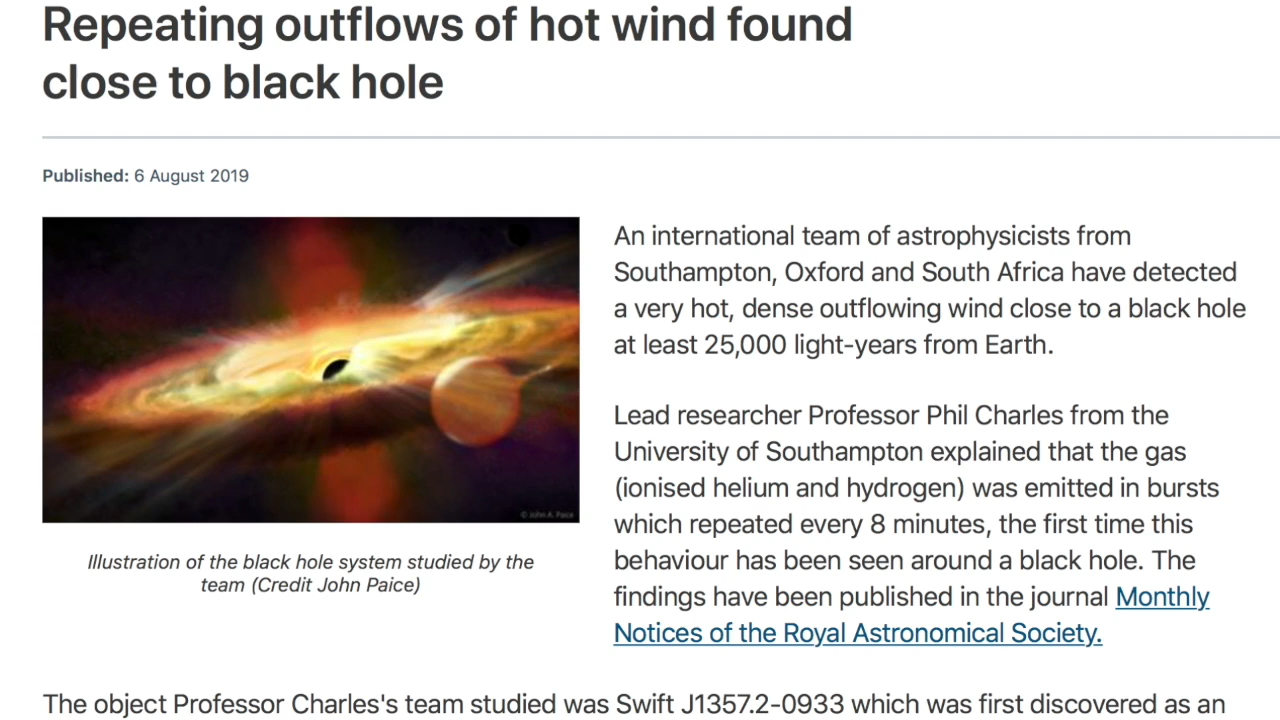 Repeating outflows of hot wind found
close to black hole
Published: 6 August 2019
© John A. Paice
Illustration of the black hole system studied by the
team (Credit John Paice)
An international team of astrophysicists from
Southampton, Oxford and South Africa have detected
a very hot, dense outflowing wind close to a black hole
at least 25,000 light-years from Earth.
Lead researcher Professor Phil Charles from the
University of Southampton explained that the gas
(ionised helium and hydrogen) was emitted in bursts
which repeated every 8 minutes, the first time this
behaviour has been seen around a black hole. The
findings have been published in the journal Monthly
Notices of the Royal Astronomical Society.
The object Professor Charles's team studied was Swift J1357.2-0933 which was first discovered as an